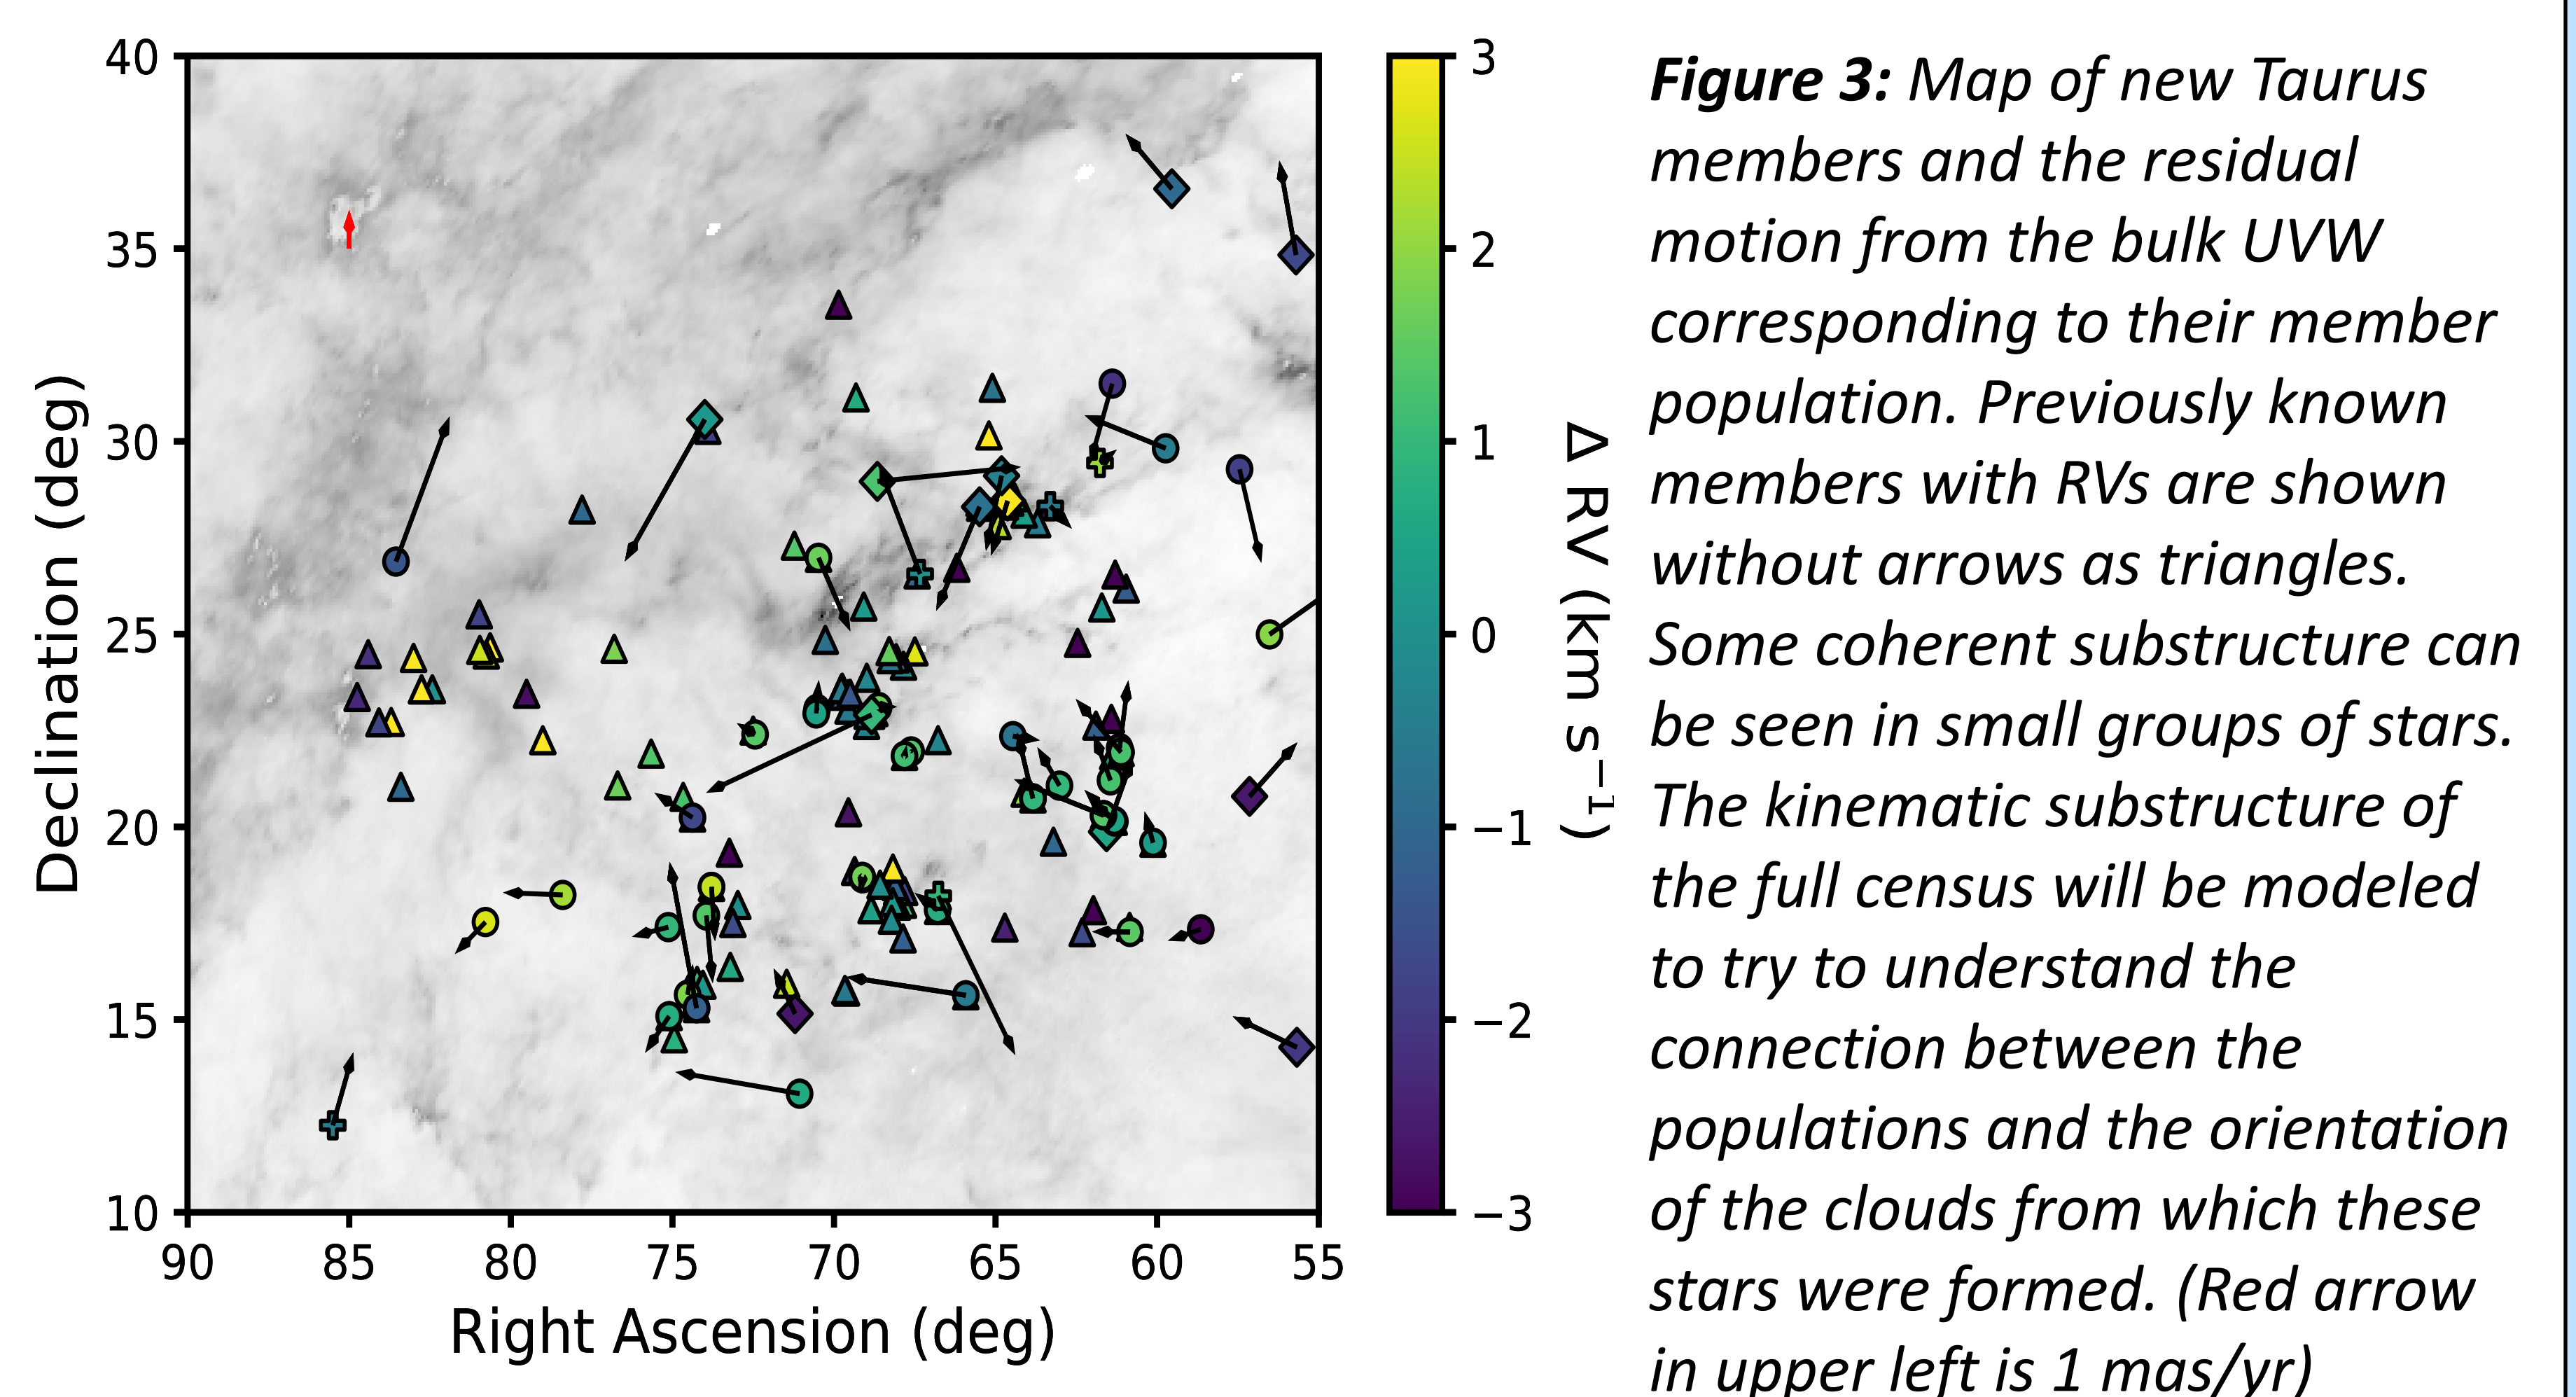 40
35
30
25
20
15
10
90 85 80 75 70 65 60 55
Declination (deg)
Right Ascension (deg)
3
2
1
0
−1
−2
−3
Δ RV (km s⁻¹)
Figure 3: Map of new Taurus
members and the residual
motion from the bulk UVW
corresponding to their member
population. Previously known
members with RVs are shown
without arrows as triangles.
Some coherent substructure can
be seen in small groups of stars.
The kinematic substructure of
the full census will be modeled
to try to understand the
connection between the
populations and the orientation
of the clouds from which these
stars were formed. (Red arrow
in upper left is 1 mas/yr)